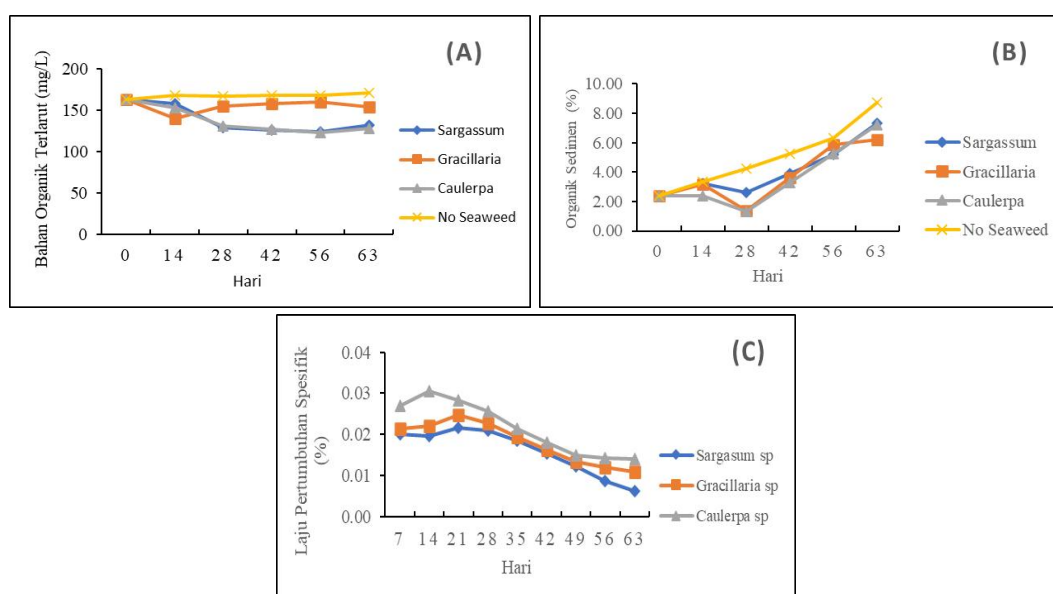 (A)
Bahan Organik Terlarut (mg/L)
200
150
100
50
0
0 14 28 42 56 63
Hari
Sargassum
Gracillaria
Caulerpa
No Seaweed
(B)
Organik Sedimen (%)
10.00
8.00
6.00
4.00
2.00
0.00
0 14 28 42 56 63
Hari
Sargassum
Gracillaria
Caulerpa
No Seaweed
(C)
Laju Pertumbuhan Spesifik
(%)
0.04
0.03
0.02
0.01
0.00
7 14 21 28 35 42 49 56 63
Hari
Sargasum sp
Gracillaria sp
Caulerpa sp